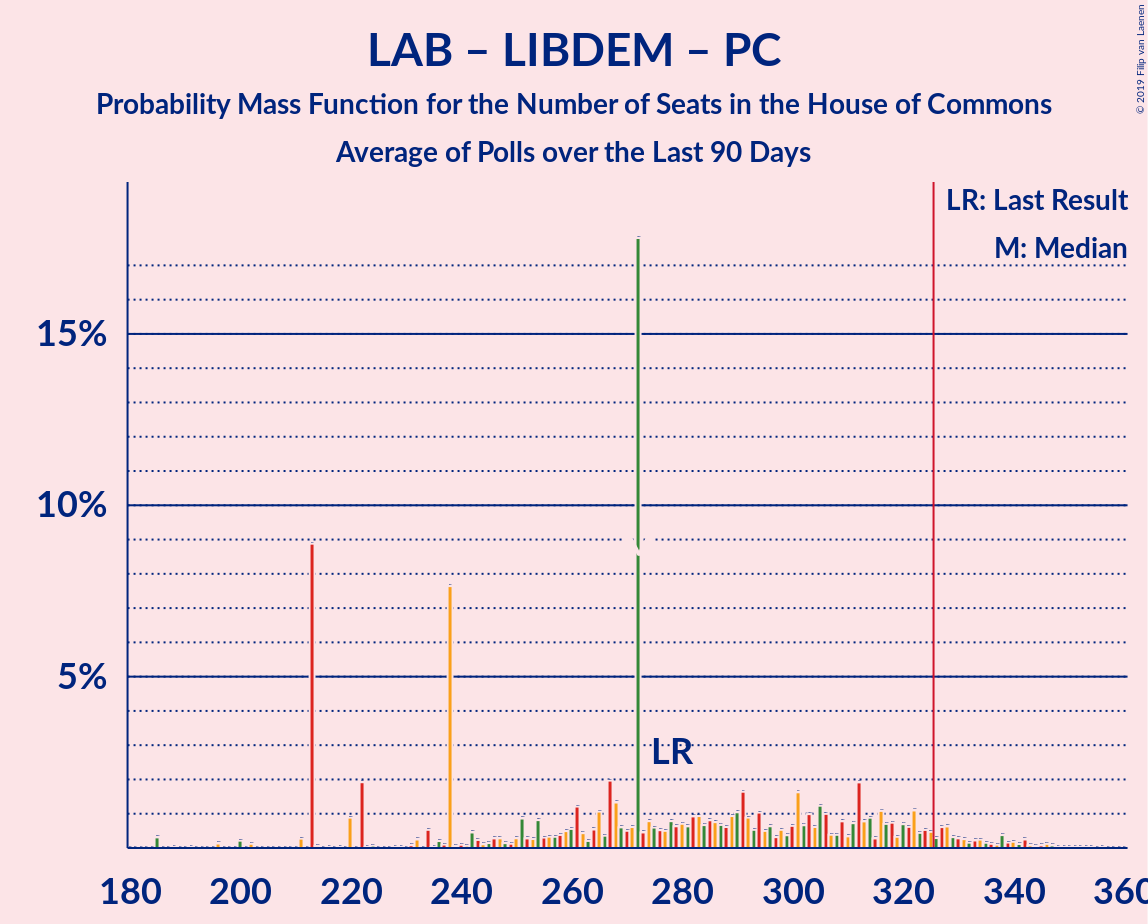 LAB – LIBDEM – PC
Probability Mass Function for the Number of Seats in the House of Commons
Average of Polls over the Last 90 Days
© 2019 Filip van Laenen
LR: Last Result
M: Median
15%
10%
5%
LR
180 200 220 240 260 280 300 320 340 360